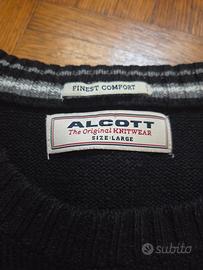 FINEST COMFORT
ALCOTT
The Original KNITWEAR
SIZE-LARGE
subito